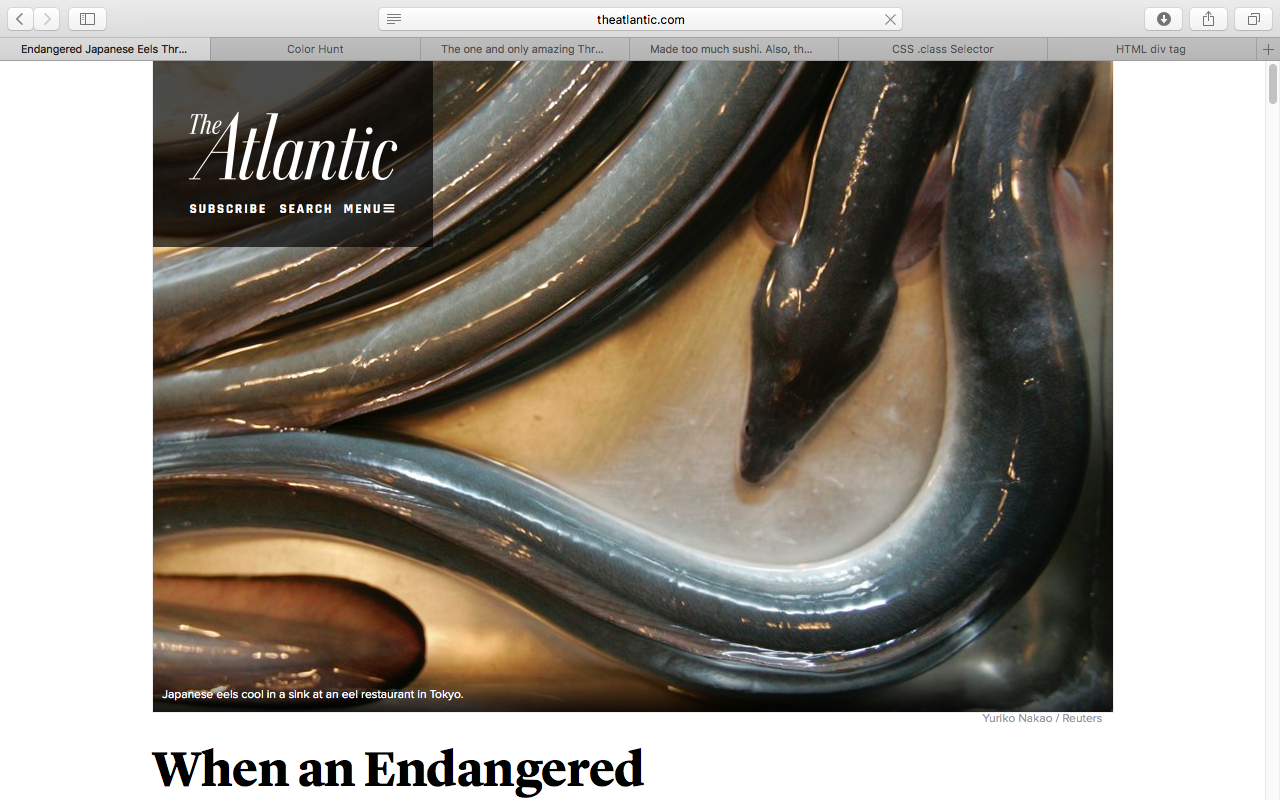 theatlantic.com
Endangered Japanese Eels Thr...
Color Hunt
The one and only amazing Thr...
Made too much sushi. Also, th...
CSS .class Selector
HTML div tag
The Atlantic
SUBSCRIBE SEARCH MENU
Japanese eels cool in a sink at an eel restaurant in Tokyo.
Yuriko Nakao / Reuters
When an Endangered